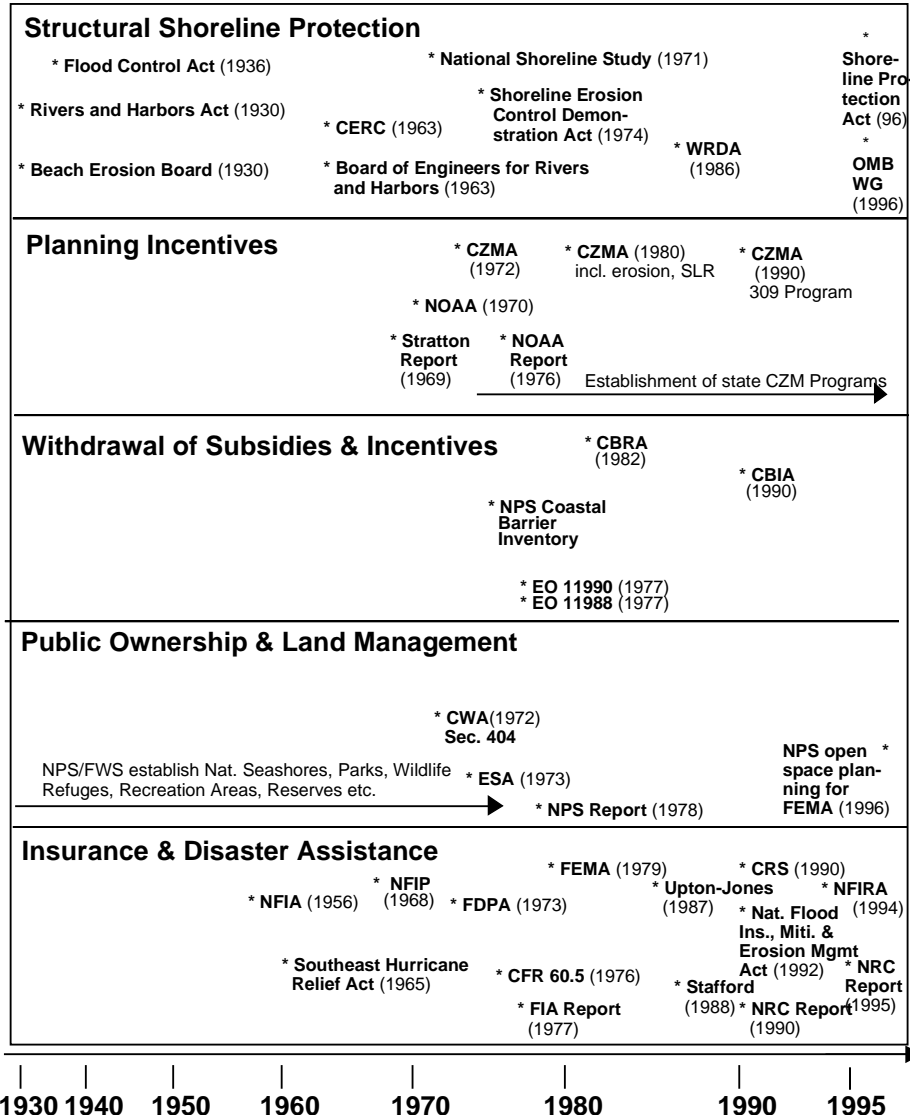 Structural Shoreline Protection
* Flood Control Act (1936)
* National Shoreline Study (1971)
*
Shore-
line Pro-
tection
Act (96)
* Rivers and Harbors Act (1930)
* Shoreline Erosion
Control Demon-
stration Act (1974)
* CERC (1963)
* WRDA
(1986)
*
OMB
WG
(1996)
* Beach Erosion Board (1930)
* Board of Engineers for Rivers
and Harbors (1963)
Planning Incentives
* CZMA
(1972)
* CZMA (1980)
incl. erosion, SLR
* CZMA
(1990)
309 Program
* NOAA (1970)
* Stratton
Report
(1969)
* NOAA
Report
(1976)
Establishment of state CZM Programs
Withdrawal of Subsidies & Incentives
* CBRA
(1982)
* CBIA
(1990)
* NPS Coastal
Barrier
Inventory
* EO 11990 (1977)
* EO 11988 (1977)
Public Ownership & Land Management
* CWA(1972)
Sec. 404
NPS/FWS establish Nat. Seashores, Parks, Wildlife
Refuges, Recreation Areas, Reserves etc.
* ESA (1973)
* NPS Report (1978)
NPS open *
space plan-
ning for
FEMA (1996)
Insurance & Disaster Assistance
* FEMA (1979)
* CRS (1990)
* NFIP
(1968)
* Upton-Jones
(1987)
* NFIRA
(1994)
* NFIA (1956)
* FDPA (1973)
* Nat. Flood
Ins., Miti. &
Erosion Mgmt
Act (1992)
* Southeast Hurricane
Relief Act (1965)
* CFR 60.5 (1976)
* Stafford
(1988)
* NRC
Report
(1995)
* FIA Report
(1977)
* NRC Report
(1990)
1930 1940 1950 1960 1970 1980 1990 1995